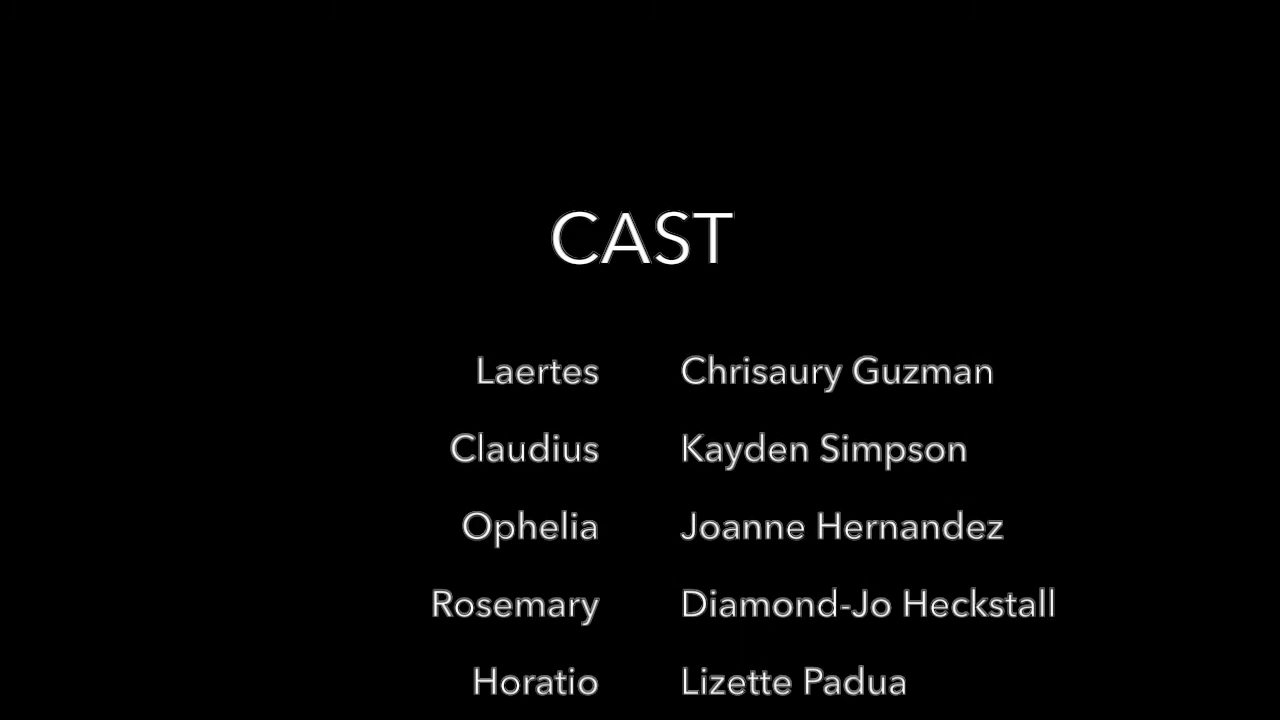 CAST
Laertes Chrisaury Guzman
Claudius Kayden Simpson
Ophelia Joanne Hernandez
Rosemary Diamond-Jo Heckstall
Horatio Lizette Padua